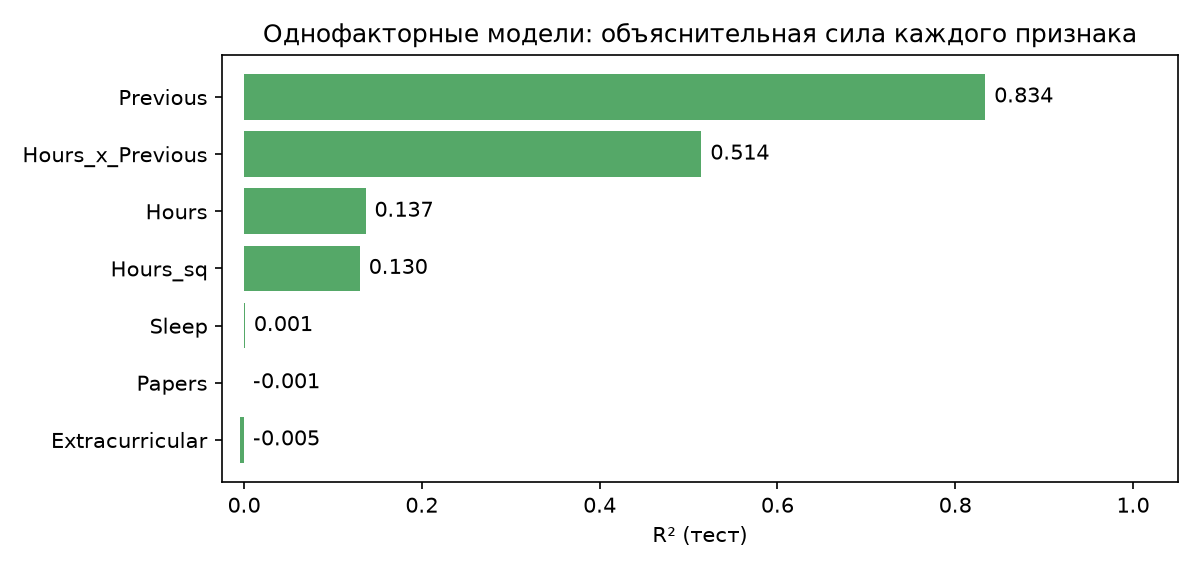 Однофакторные модели: объяснительная сила каждого признака
Previous 0.834
Hours_x_Previous 0.514
Hours 0.137
Hours_sq 0.130
Sleep 0.001
Papers -0.001
Extracurricular -0.005
0.0 0.2 0.4 0.6 0.8 1.0
R² (тест)